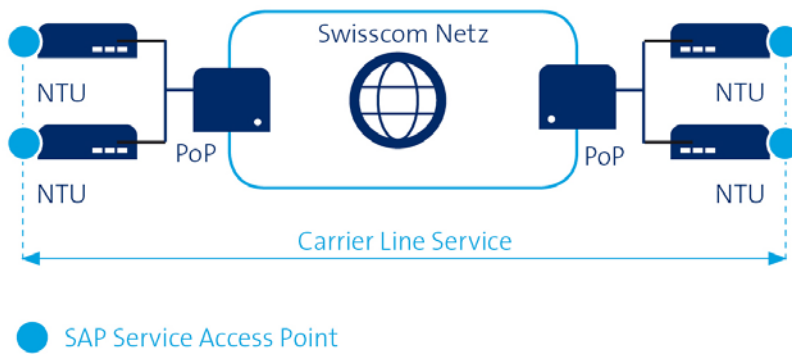 Swisscom Netz
NTU
NTU
PoP
PoP
NTU
NTU
Carrier Line Service
SAP Service Access Point